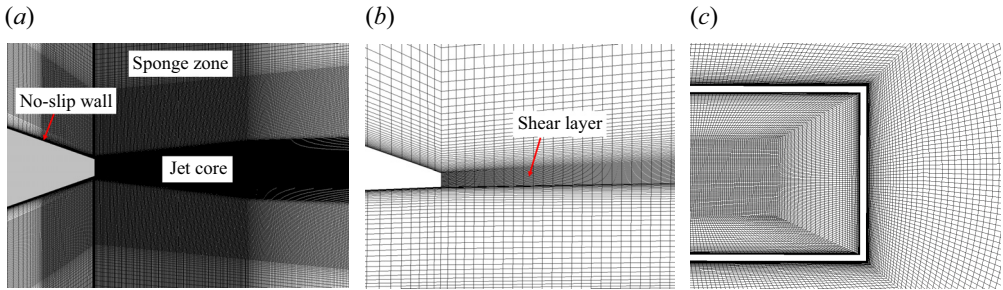 (a)
(b)
(c)
Sponge zone
No-slip wall
Shear layer
Jet core